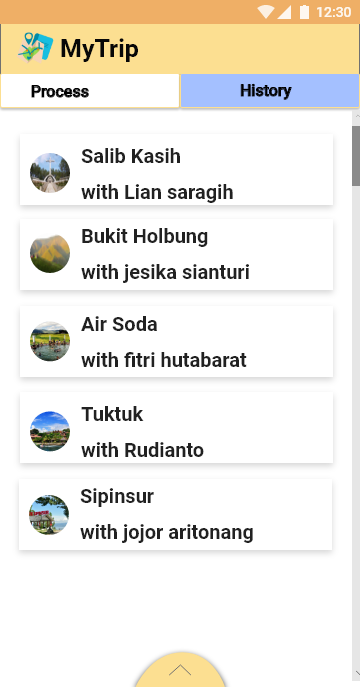 12:30
MyTrip
Process
History
Salib Kasih
with Lian saragih
Bukit Holbung
with jesika sianturi
Air Soda
with fitri hutabarat
Tuktuk
with Rudianto
Sipinsur
with jojor aritonang